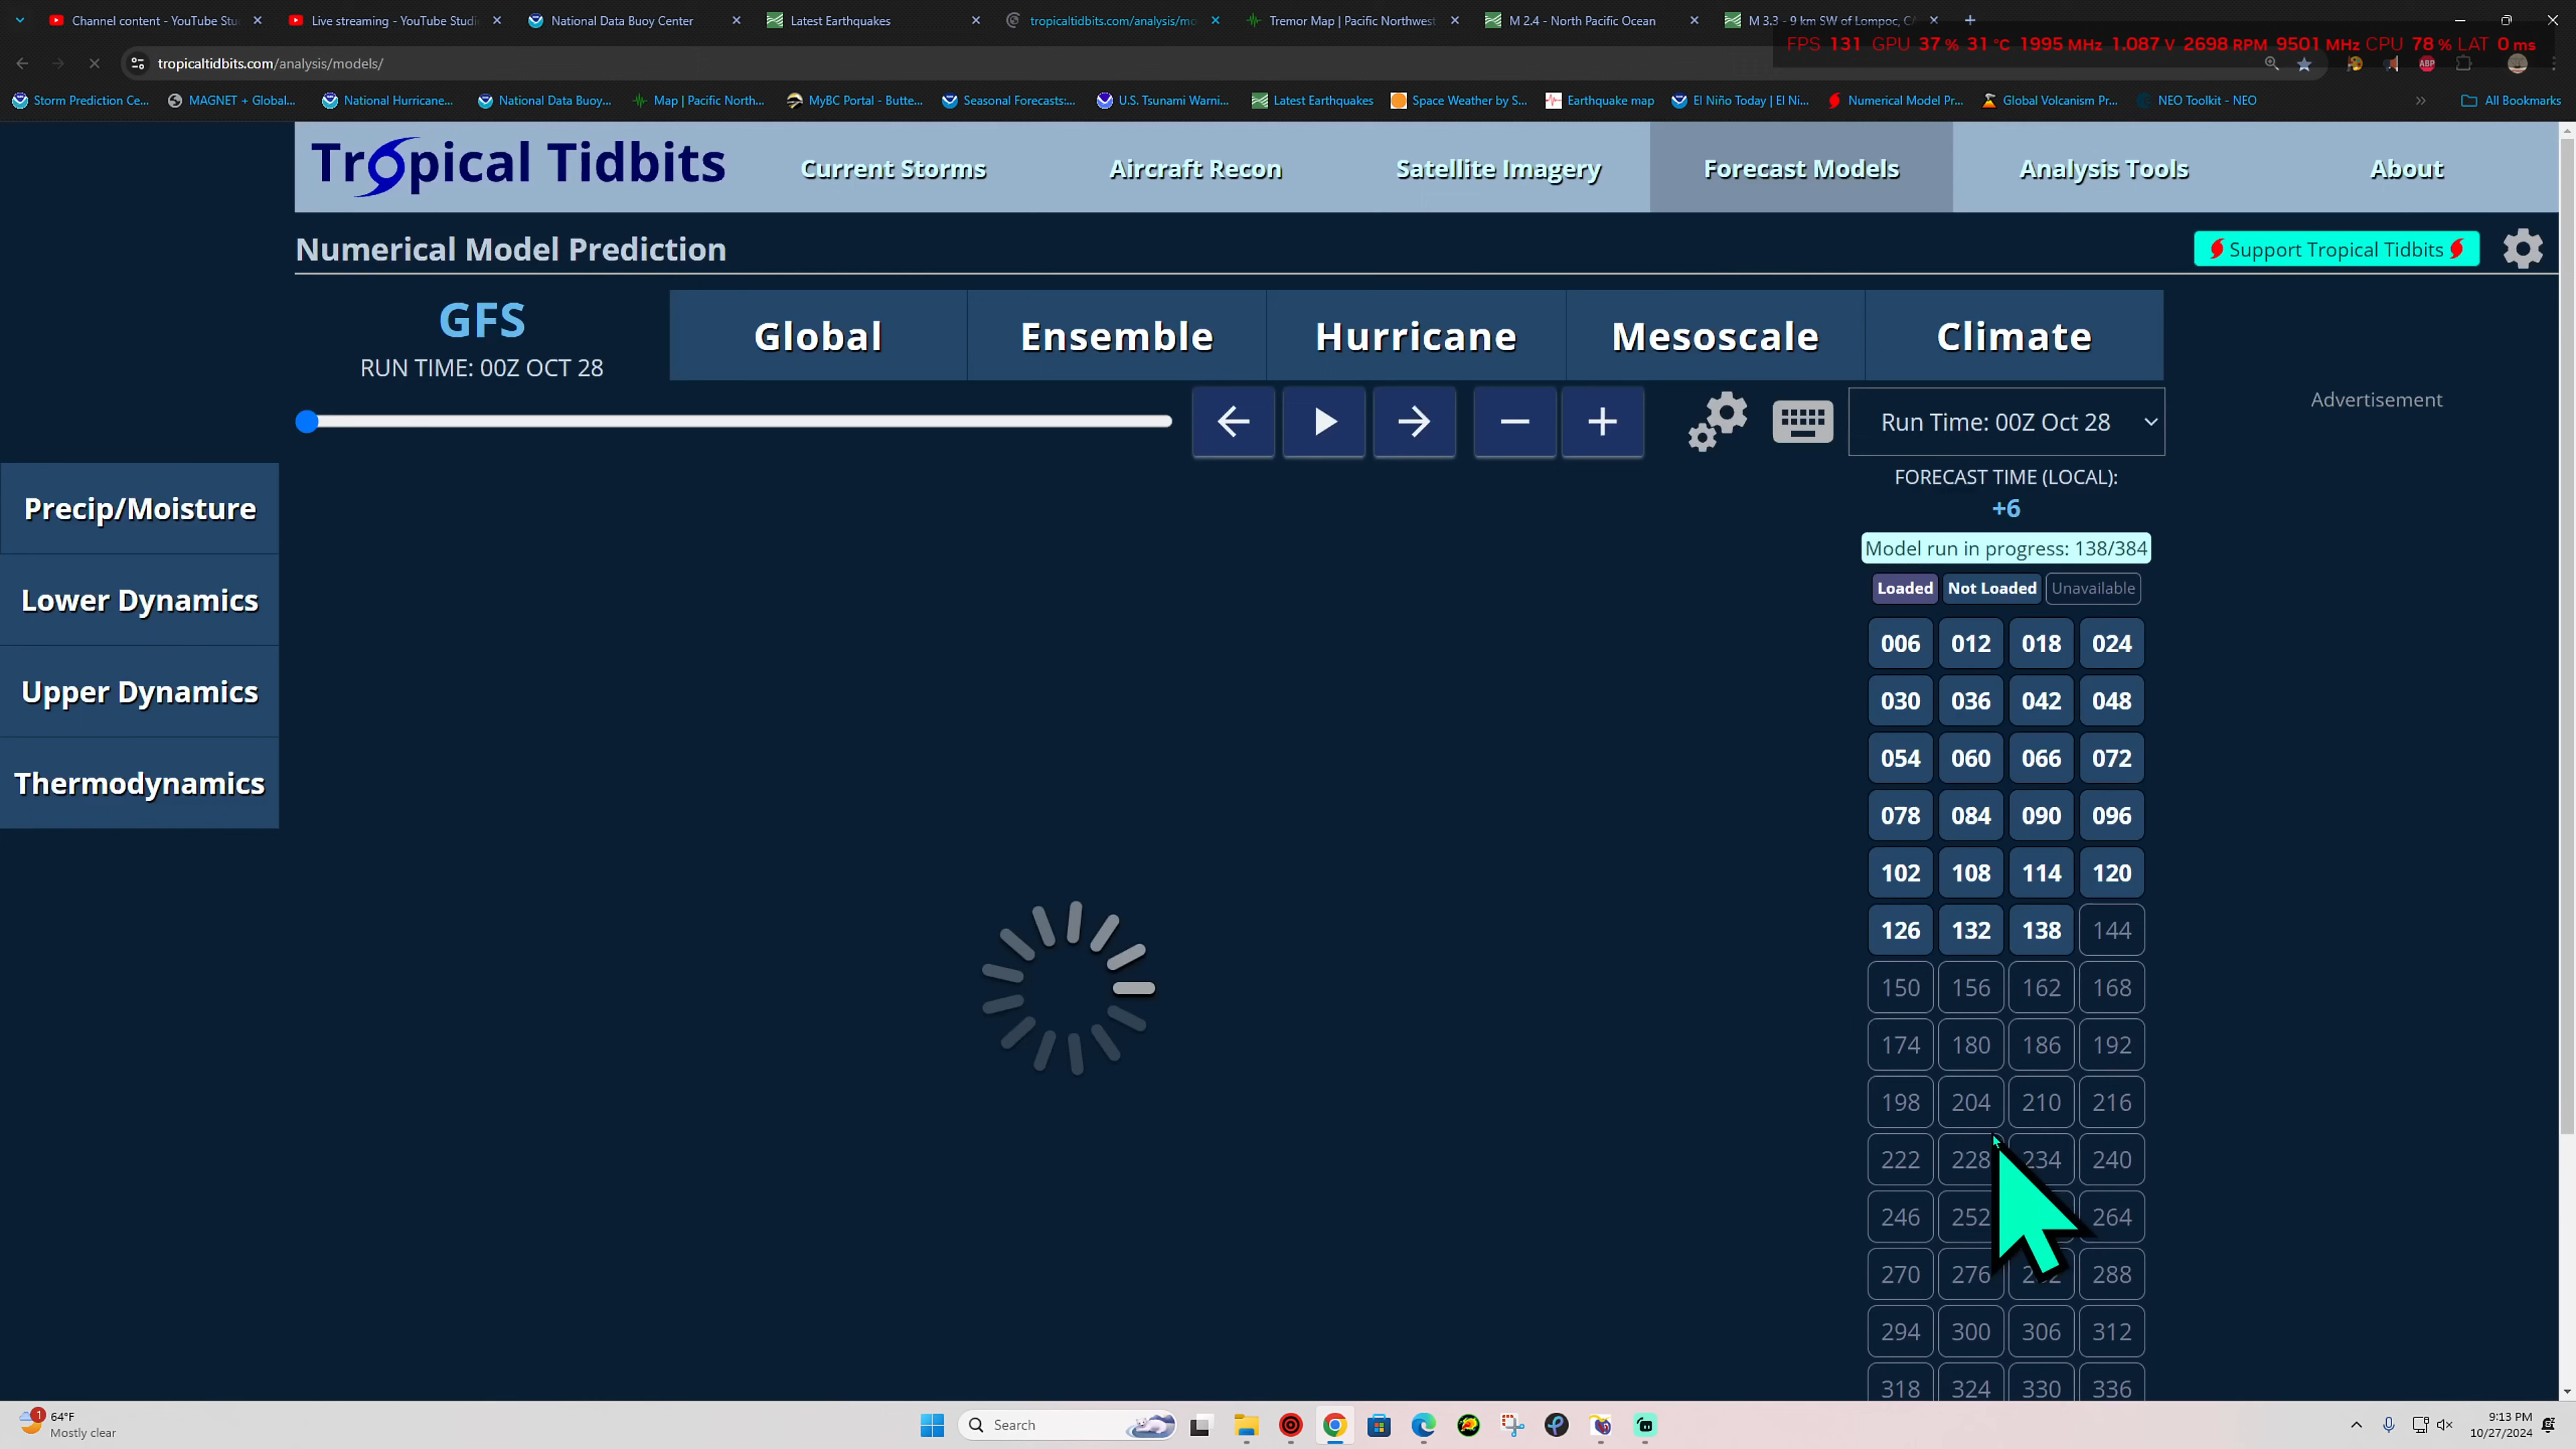 Channel content - YouTube Stu
Live streaming - YouTube Studi
National Data Buoy Center
Latest Earthquakes
tropicaltidbits.com/analysis/mo
Tremor Map | Pacific Northwest
M 2.4 - North Pacific Ocean
M 3.3 - 9 km SW of Lompoc, CA
FPS 131 GPU 37 % 31 °C 1995 MHz 1.087 V 2698 RPM 9501 MHz CPU 78 % LAT 0 ms
tropicaltidbits.com/analysis/models/
ABP
Storm Prediction Ce...
MAGNET + Global...
National Hurricane...
National Data Buoy...
Map | Pacific North...
MyBC Portal - Butte...
Seasonal Forecasts:...
U.S. Tsunami Warni...
Latest Earthquakes
Space Weather by S...
Earthquake map
El Niño Today | El Ni...
Numerical Model Pr...
Global Volcanism Pr...
NEO Toolkit - NEO
All Bookmarks
Tropical Tidbits
Current Storms
Aircraft Recon
Satellite Imagery
Forecast Models
Analysis Tools
About
Numerical Model Prediction
Support Tropical Tidbits
GFS
RUN TIME: 00Z OCT 28
Global
Ensemble
Hurricane
Mesoscale
Climate
Run Time: 00Z Oct 28
Advertisement
FORECAST TIME (LOCAL):
+6
Model run in progress: 138/384
Loaded Not Loaded Unavailable
Precip/Moisture
Lower Dynamics
Upper Dynamics
Thermodynamics
006 012 018 024
030 036 042 048
054 060 066 072
078 084 090 096
102 108 114 120
126 132 138 144
150 156 162 168
174 180 186 192
198 204 210 216
222 228 234 240
246 252 264
270 276 288
294 300 306 312
318 324 330 336
1
64°F
Mostly clear
Search
9:13 PM
10/27/2024